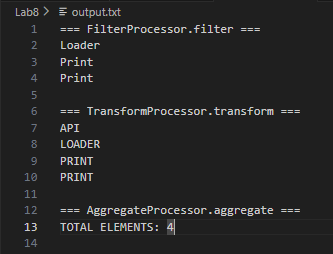 Lab8 > output.txt
1 === FilterProcessor.filter ===
2 Loader
3 Print
4 Print
5
6 === TransformProcessor.transform ===
7 API
8 LOADER
9 PRINT
10 PRINT
11
12 === AggregateProcessor.aggregate ===
13 TOTAL ELEMENTS: 4
14